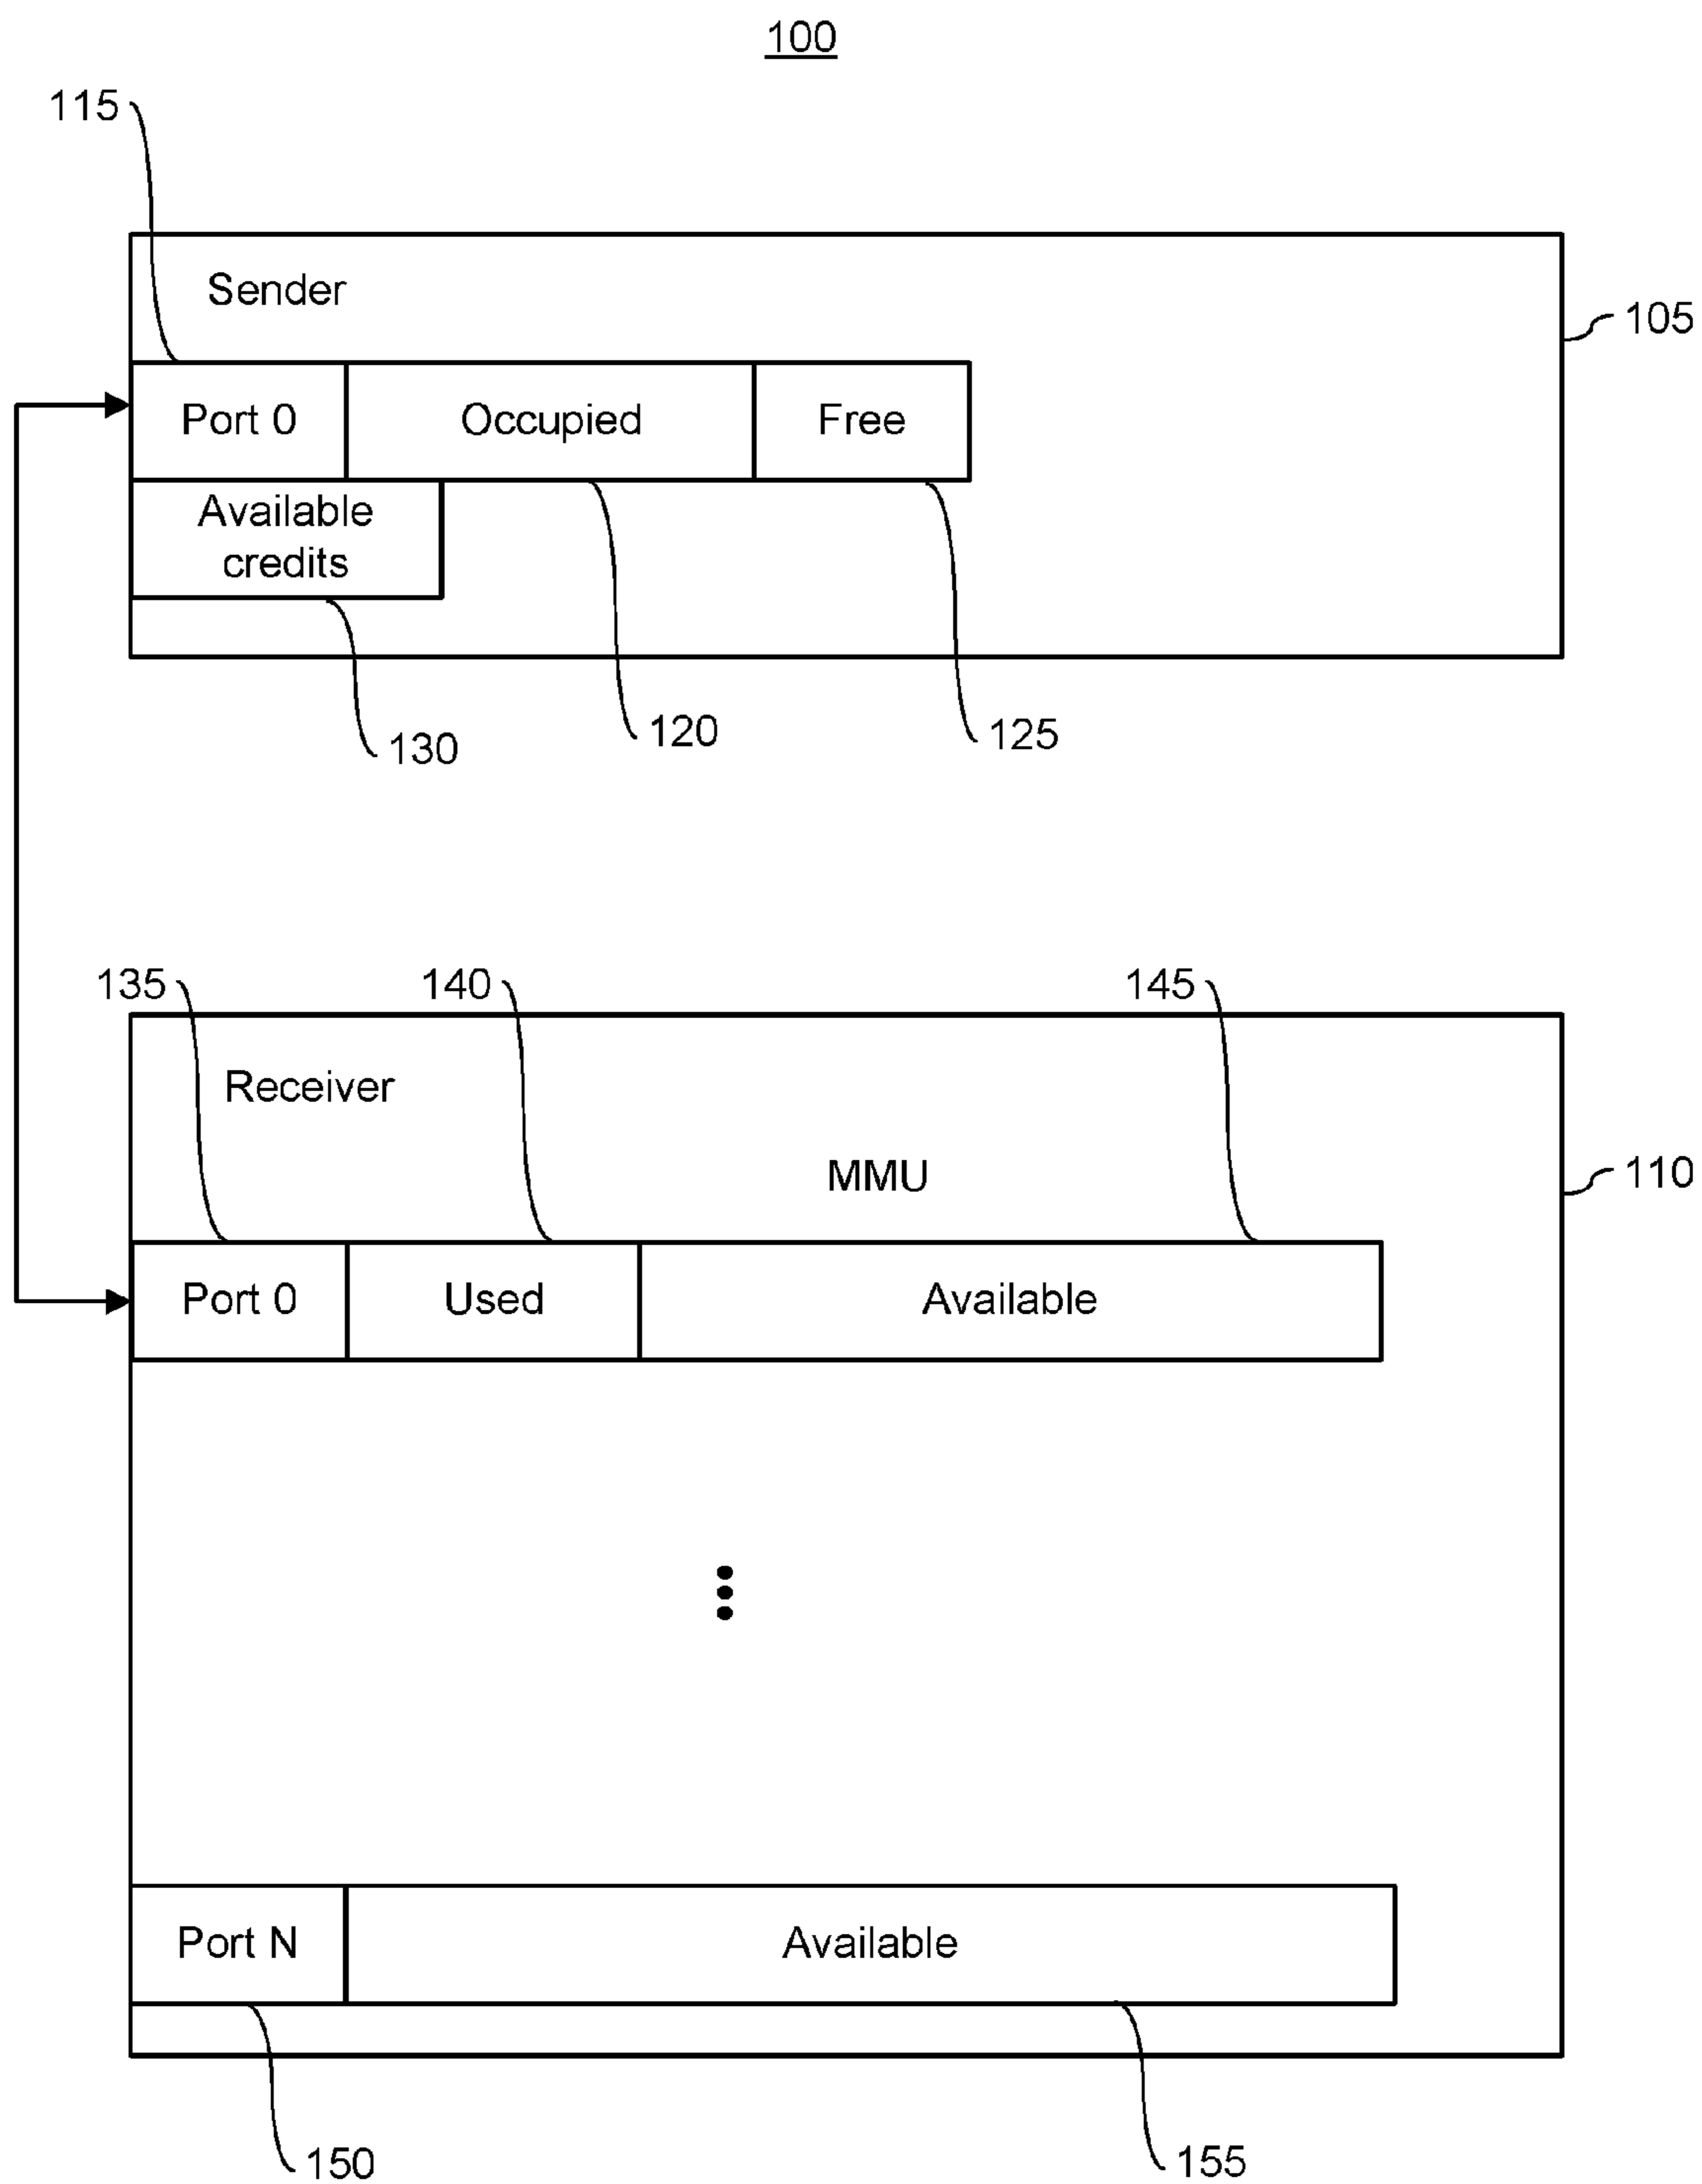 100
115
Sender
105
Port 0 Occupied Free
Available
credits
130 120 125
135 140 145
Receiver
MMU
110
Port 0 Used Available
Port N Available
150 155